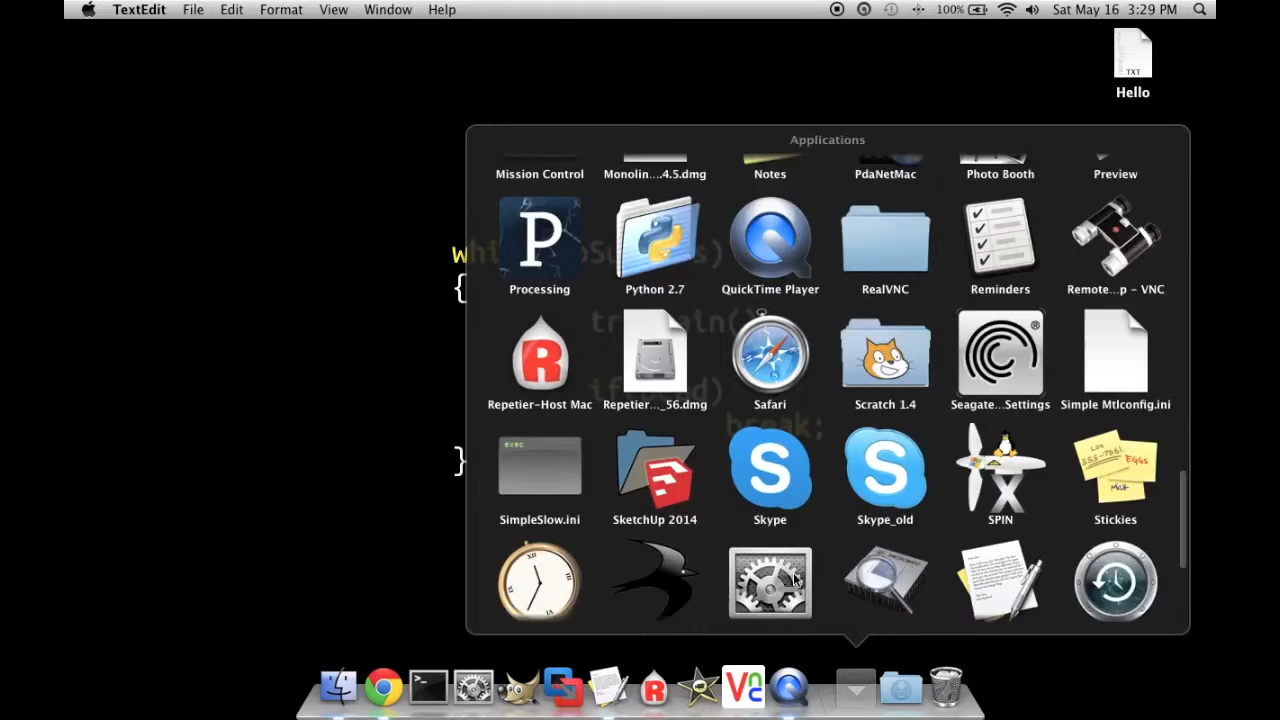 TextEdit File Edit Format View Window Help 100% Sat May 16 3:29 PM
TXT
Hello
Applications
Mission Control Monolin....4.5.dmg Notes PdaNetMac Photo Booth Preview
P
Processing Python 2.7 QuickTime Player RealVNC Reminders Remote...p - VNC
R
Repetier-Host Mac Repetier..._56.dmg Safari Scratch 1.4 Seagate...Settings Simple Mtlconfig.ini
exec
S S X
SimpleSlow.ini SketchUp 2014 Skype Skype_old SPIN Stickies
{
break;
}